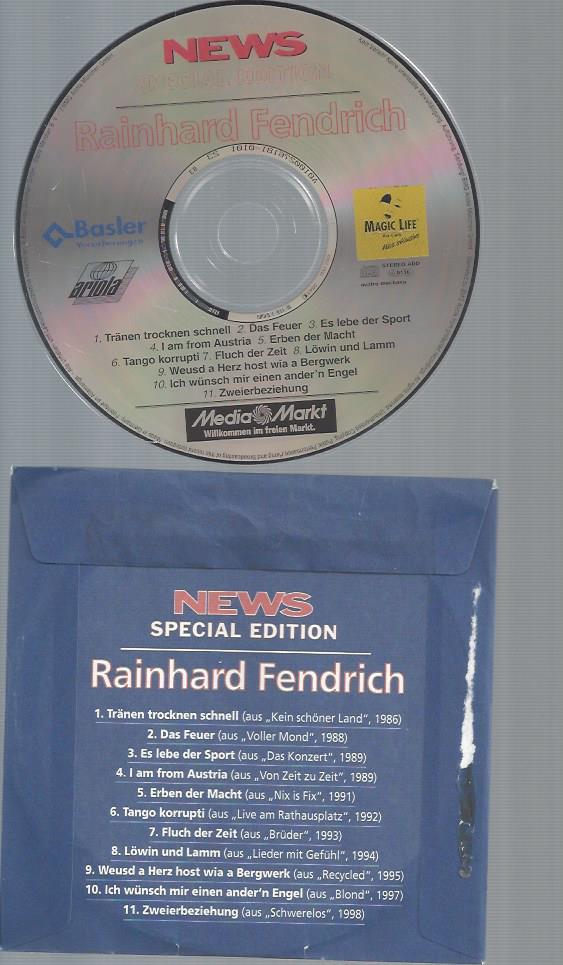 NEWS
SPECIAL EDITION
Rainhard Fendrich
Basler
Versicherungen
MAGIC LIFE
ariola
STEREO ADD
1. Tränen trocknen schnell 2. Das Feuer 3. Es lebe der Sport
4. I am from Austria 5. Erben der Macht
6. Tango korrupti 7. Fluch der Zeit 8. Löwin und Lamm
9. Weusd a Herz host wia a Bergwerk
10. Ich wünsch mir einen ander'n Engel
11. Zweierbeziehung
Media Markt
Willkommen im freien Markt.
NEWS
SPECIAL EDITION
Rainhard Fendrich
1. Tränen trocknen schnell (aus „Kein schöner Land", 1986)
2. Das Feuer (aus „Voller Mond", 1988)
3. Es lebe der Sport (aus „Das Konzert", 1989)
4. I am from Austria (aus „Von Zeit zu Zeit", 1989)
5. Erben der Macht (aus „Nix is Fix", 1991)
6. Tango korrupti (aus „Live am Rathausplatz", 1992)
7. Fluch der Zeit (aus „Brüder", 1993)
8. Löwin und Lamm (aus „Lieder mit Gefühl", 1994)
9. Weusd a Herz host wia a Bergwerk (aus „Recycled", 1995)
10. Ich wünsch mir einen ander'n Engel (aus „Blond", 1997)
11. Zweierbeziehung (aus „Schwerelos", 1998)